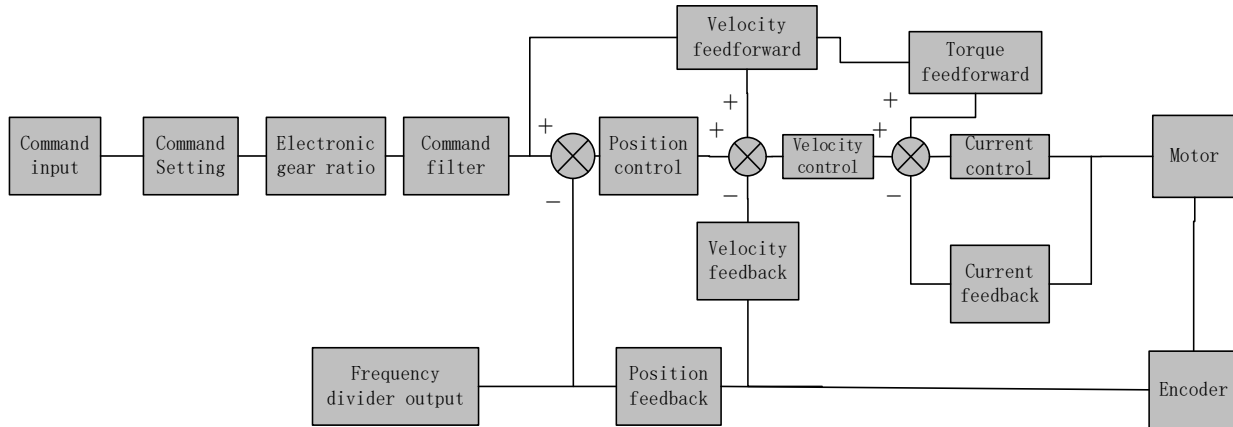 Velocity
feedforward
Torque
feedforward
+
+
Command
input
Command
Setting
Electronic
gear ratio
Command
filter
+
Position
control
+
Velocity
control
+
Current
control
Motor
−
−
−
Velocity
feedback
Current
feedback
Frequency
divider output
Position
feedback
Encoder